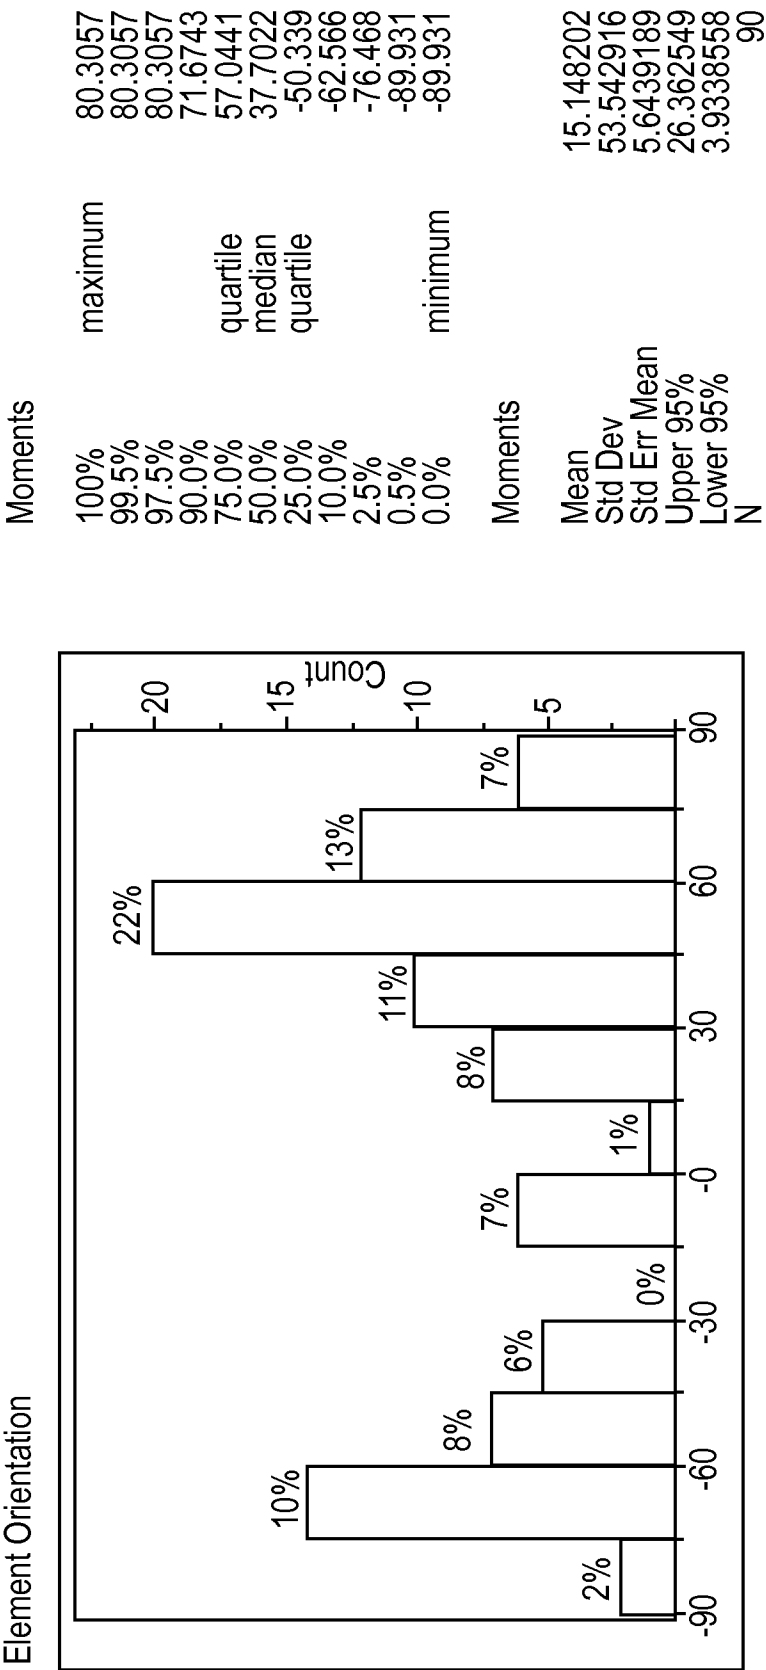 Element Orientation
2%
10%
8%
6%
0%
7%
1%
8%
11%
22%
13%
7%
20
15
10
5
Count
-90
-60
-30
-0
30
60
90
Moments
100% maximum 80.3057
99.5% 80.3057
97.5% 80.3057
90.0% 71.6743
75.0% quartile 57.0441
50.0% median 37.7022
25.0% quartile -50.339
10.0% -62.566
2.5% -76.468
0.5% -89.931
0.0% minimum -89.931
Moments
Mean 15.148202
Std Dev 53.542916
Std Err Mean 5.6439189
Upper 95% 26.362549
Lower 95% 3.9338558
N 90